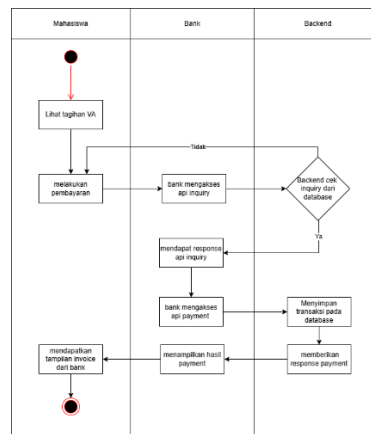 Mahasiswa
Bank
Backend
Lihat tagihan VA
Tidak
melakukan
pembayaran
bank mengakses
api inquiry
Backend cek
inquiry dari
database
Ya
mendapat response
api inquiry
bank mengakses
api payment
Menyimpan
transaksi pada
database
mendapatkan
tampilan invoice
dari bank
menampilkan hasil
payment
memberikan
response payment